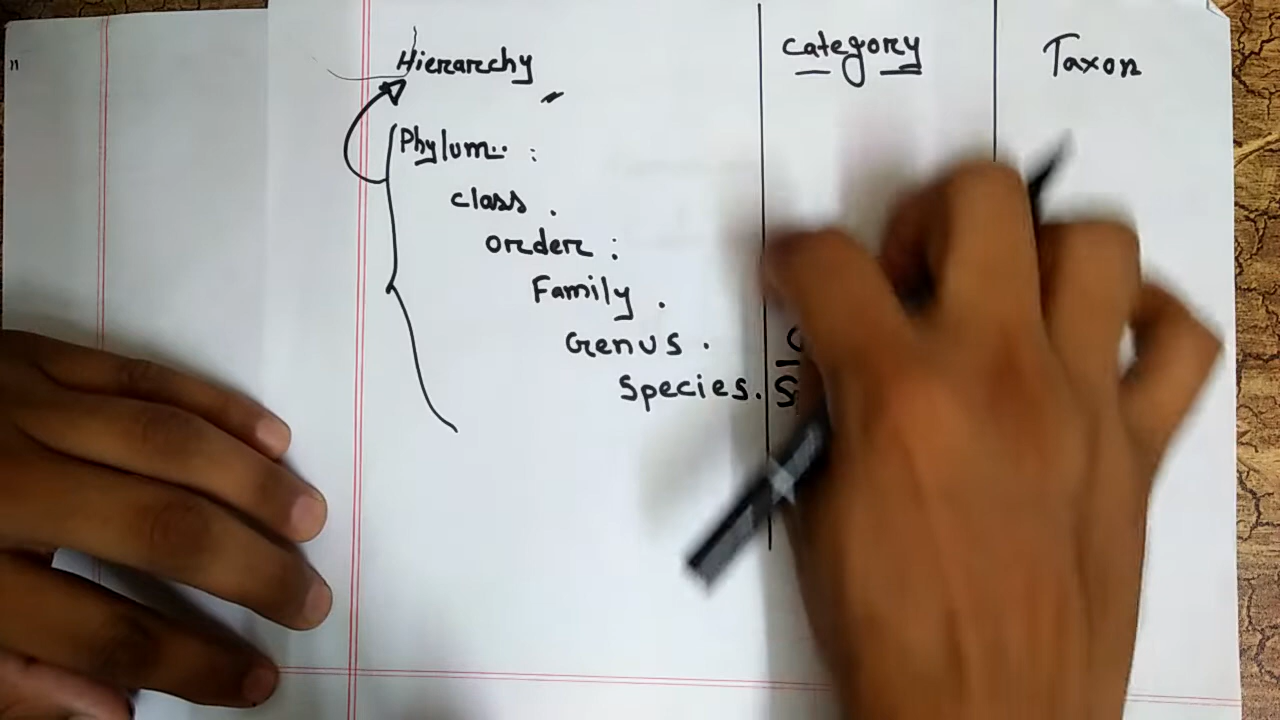 Hierarchy
Phylum :
class .
order :
Family .
Genus .
Species.
category
Taxon